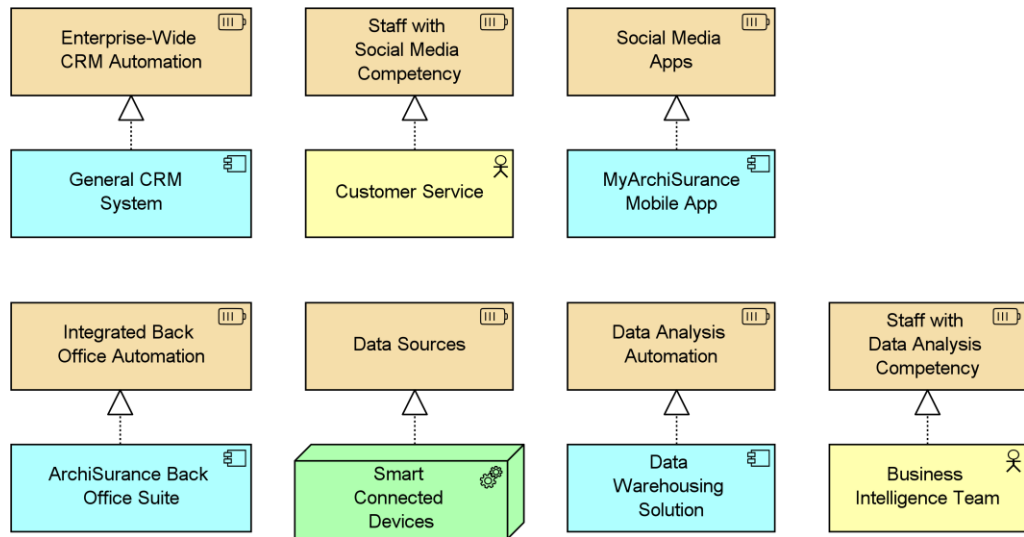 Enterprise-Wide
CRM Automation
Staff with
Social Media
Competency
Social Media
Apps
General CRM
System
Customer Service
MyArchiSurance
Mobile App
Integrated Back
Office Automation
Data Sources
Data Analysis
Automation
Staff with
Data Analysis
Competency
ArchiSurance Back
Office Suite
Smart
Connected
Devices
Data
Warehousing
Solution
Business
Intelligence Team